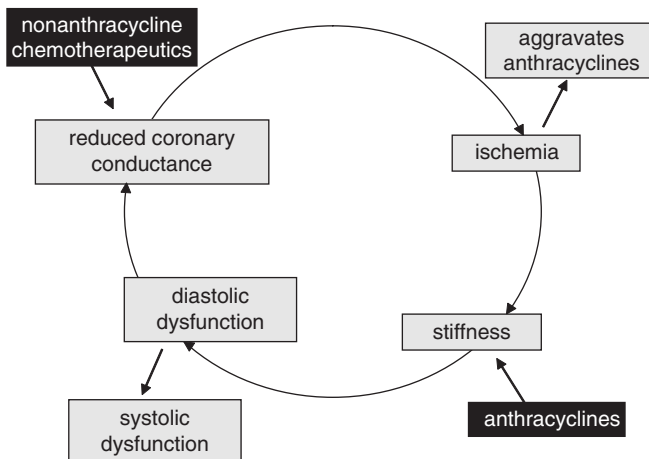 nonanthracycline
chemotherapeutics
aggravates
anthracyclines
reduced coronary
conductance
ischemia
diastolic
dysfunction
stiffness
systolic
dysfunction
anthracyclines